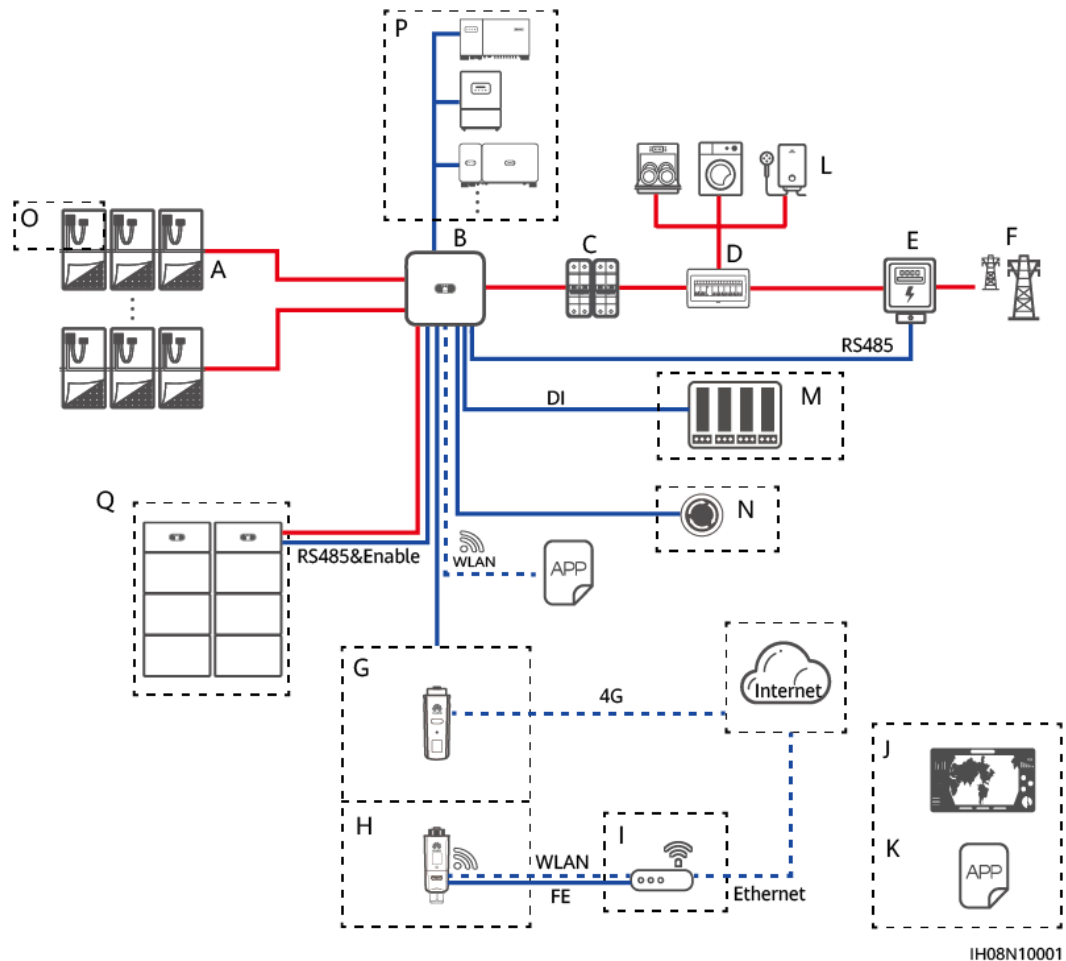 P
L
O
A
B
C
D
E
F
RS485
DI
M
N
Q
RS485&Enable
WLAN
APP
G
4G
Internet
J
H
WLAN
FE
I
Ethernet
K
APP
IH08N10001